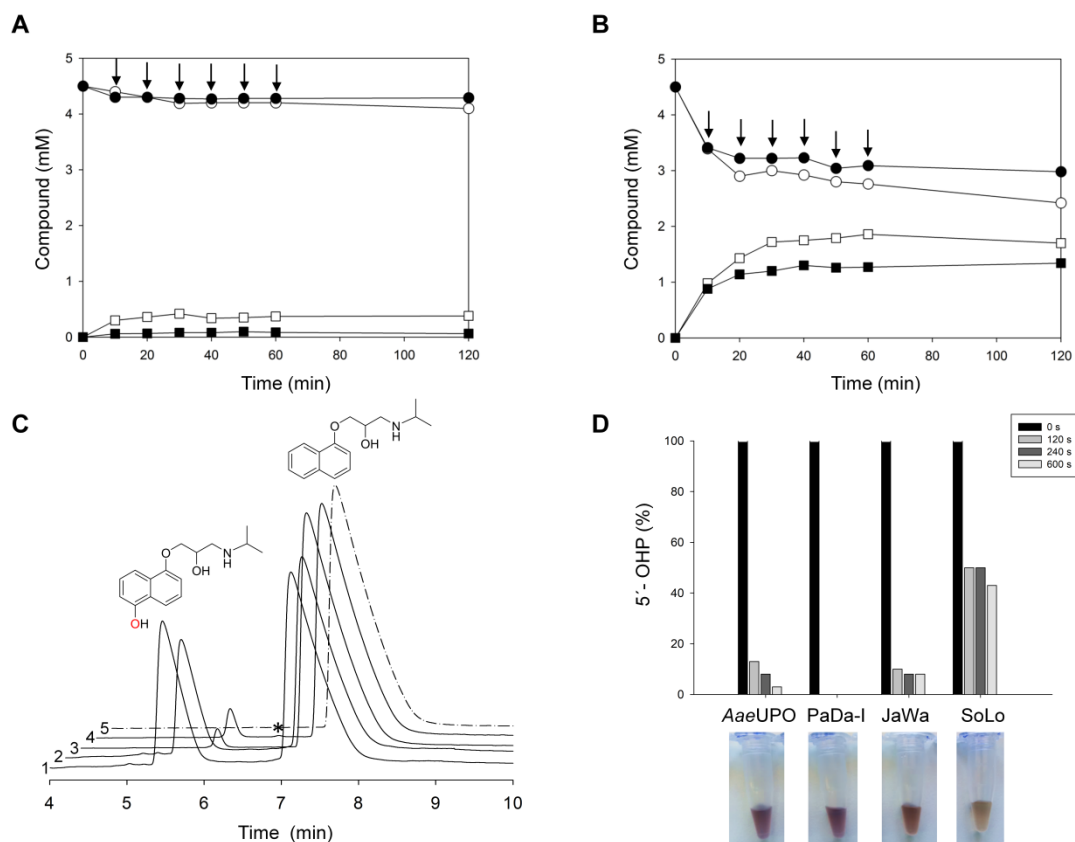 A
Compound (mM)
5
4
3
2
1
0
0 20 40 60 80 100 120
Time (min)
B
Compound (mM)
5
4
3
2
1
0
0 20 40 60 80 100 120
Time (min)
C
O
OH
N
H
O
OH
N
H
OH
5
4
3
2
1
*
4 5 6 7 8 9 10
Time (min)
D
0 s
120 s
240 s
600 s
5´- OHP (%)
100
80
60
40
20
0
AaeUPO PaDa-I JaWa SoLo